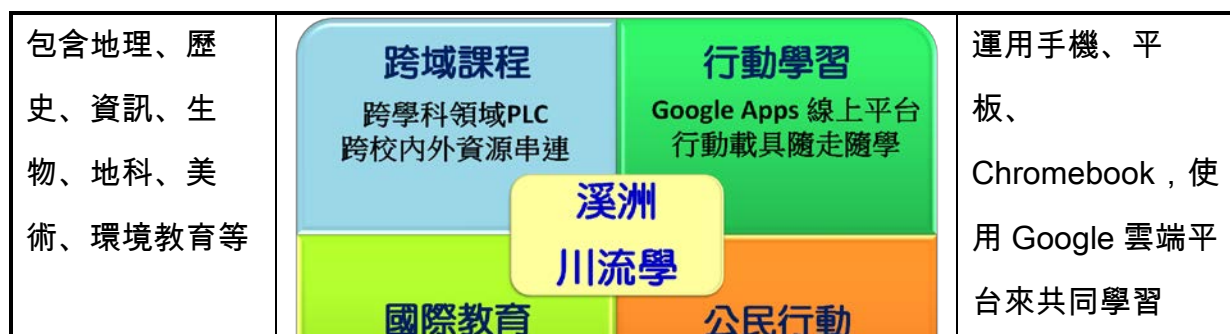 包含地理、歷
史、資訊、生
物、地科、美
術、環境教育等
跨域課程
跨學科領域PLC
跨校內外資源串連
行動學習
Google Apps 線上平台
行動載具隨走隨學
溪洲
川流學
國際教育
公民行動
運用手機、平
板、
Chromebook，使
用 Google 雲端平
台來共同學習